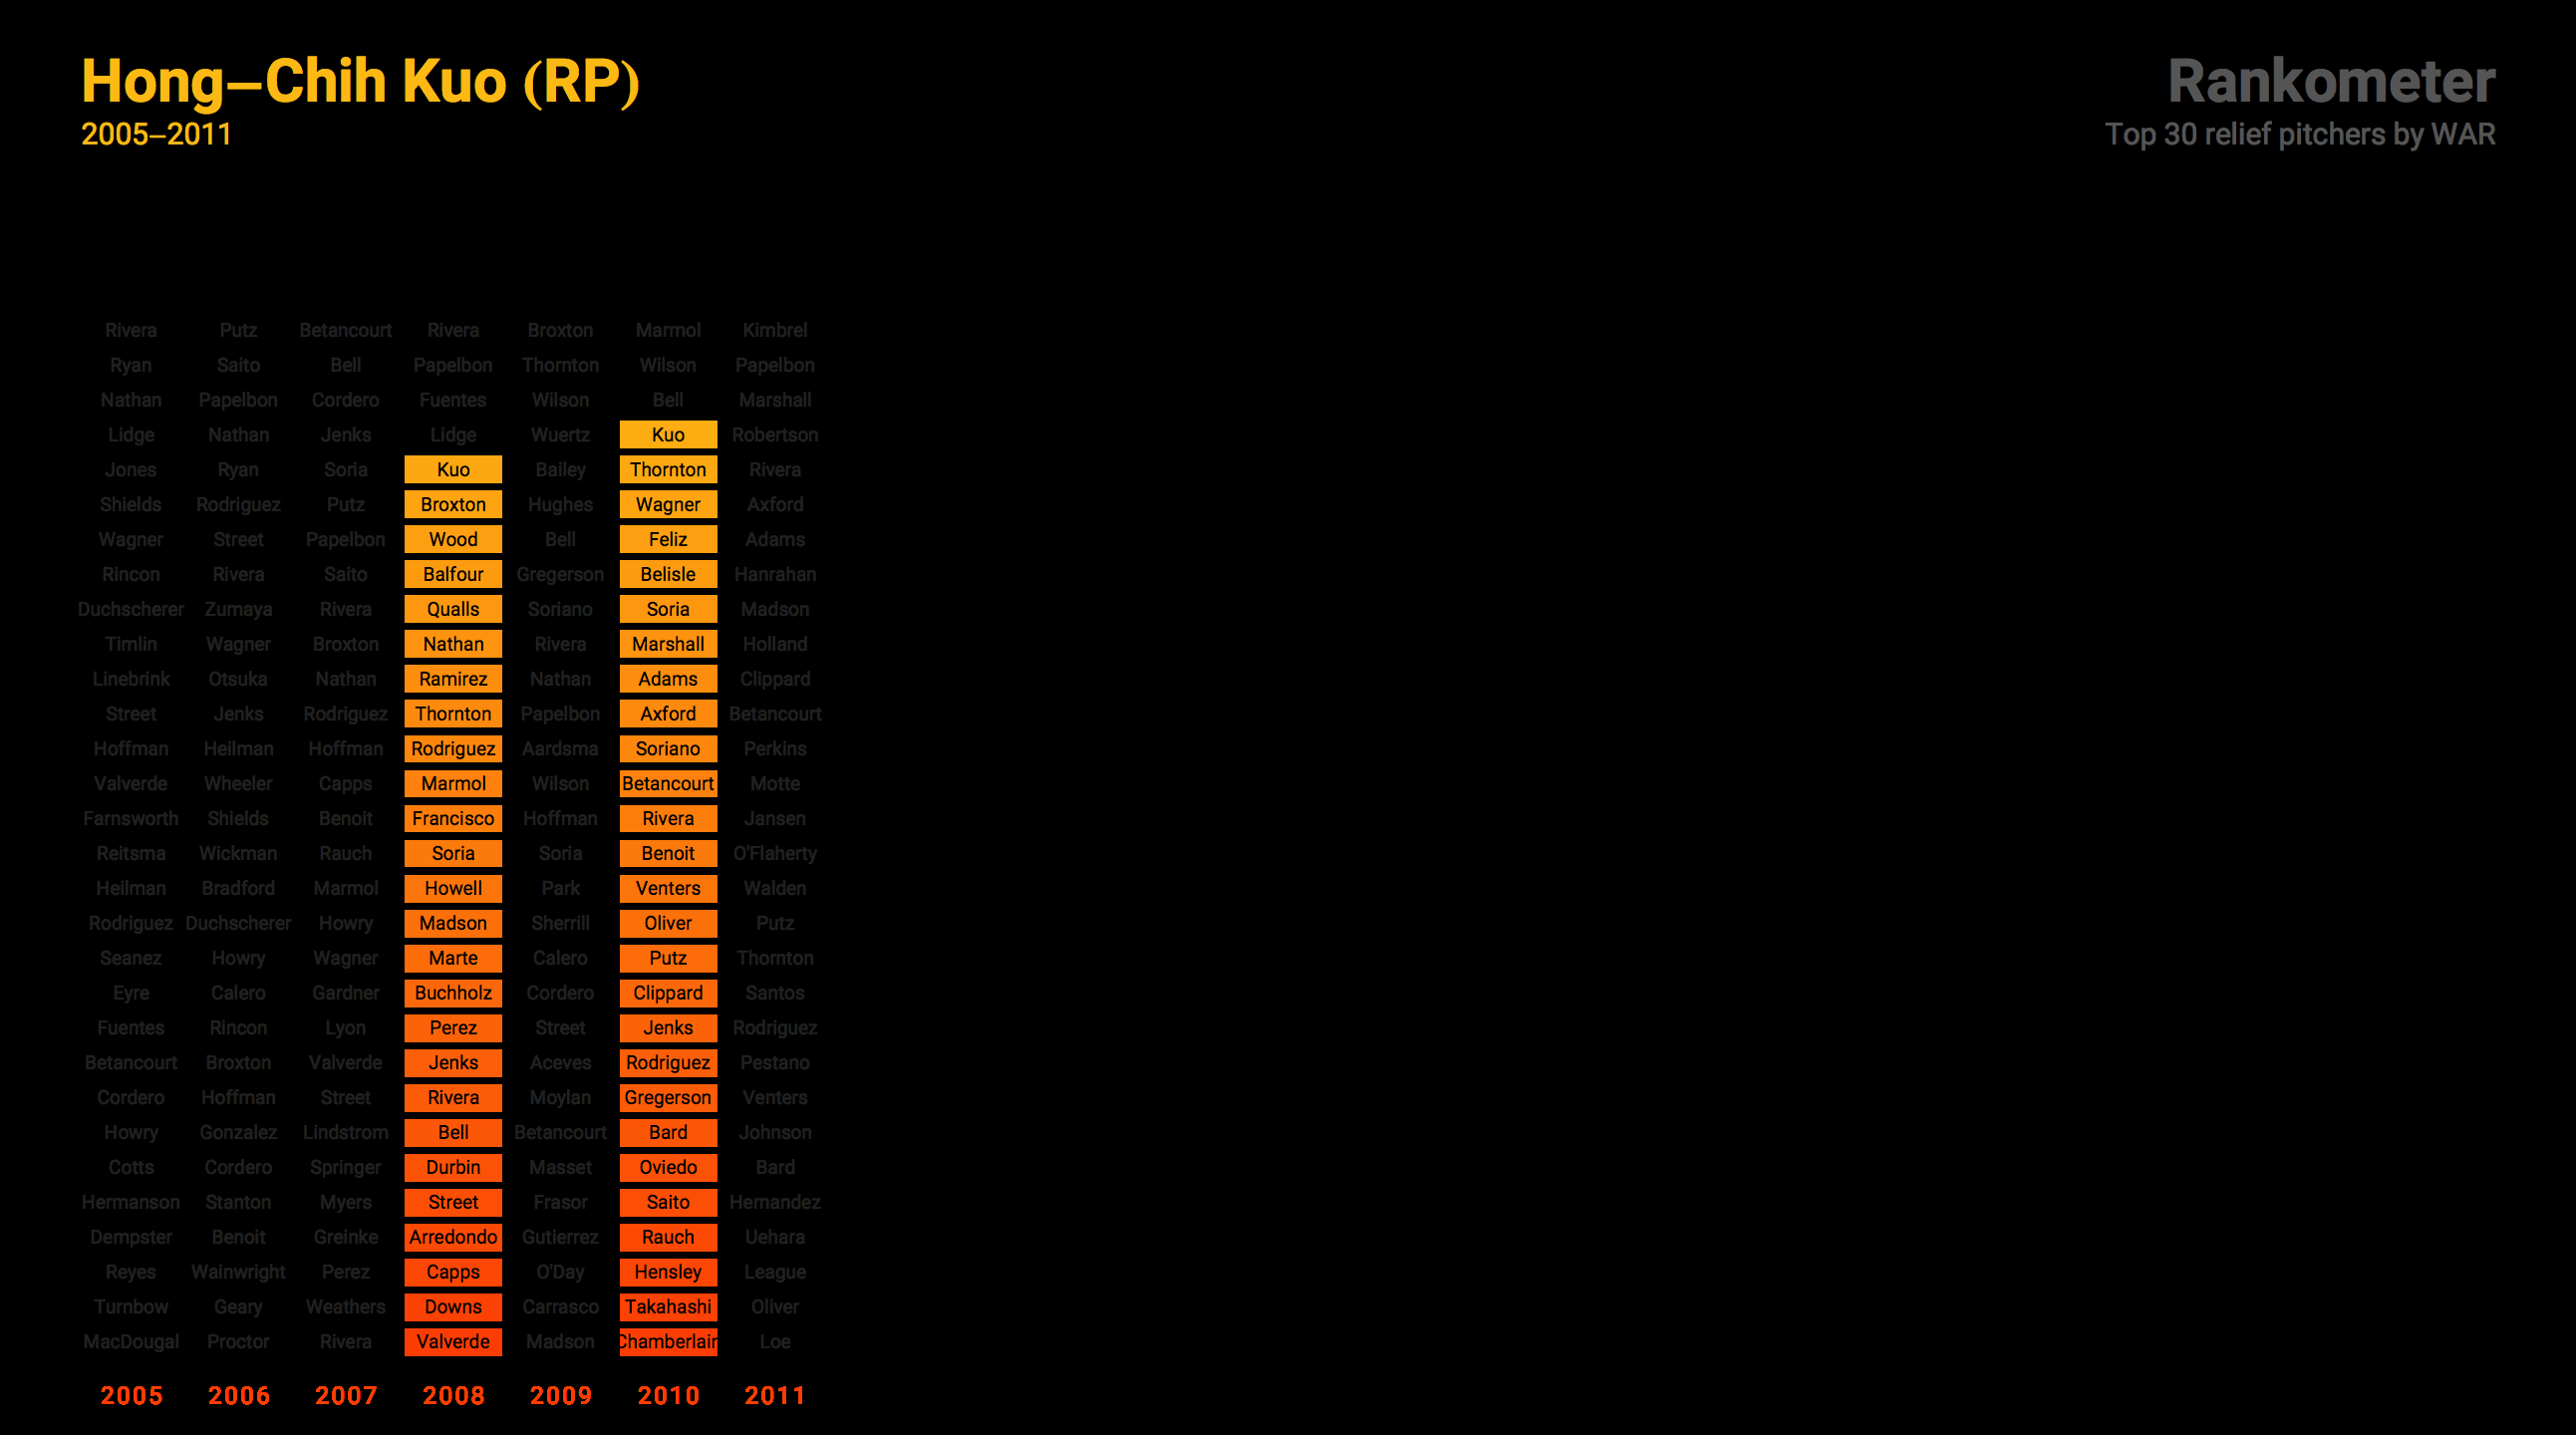 Hong–Chih Kuo (RP)
2005–2011
Rankometer
Top 30 relief pitchers by WAR
Rivera Putz Betancourt Rivera Broxton Marmol Kimbrel
Ryan Saito Bell Papelbon Thornton Wilson Papelbon
Nathan Papelbon Cordero Fuentes Wilson Bell Marshall
Lidge Nathan Jenks Lidge Wuertz Kuo Robertson
Jones Ryan Soria Kuo Bailey Thornton Rivera
Shields Rodriguez Putz Broxton Hughes Wagner Axford
Wagner Street Papelbon Wood Bell Feliz Adams
Rincon Rivera Saito Balfour Gregerson Belisle Hanrahan
Duchscherer Zumaya Rivera Qualls Soriano Soria Madson
Timlin Wagner Broxton Nathan Rivera Marshall Holland
Linebrink Otsuka Nathan Ramirez Nathan Adams Clippard
Street Jenks Rodriguez Thornton Papelbon Axford Betancourt
Hoffman Heilman Hoffman Rodriguez Aardsma Soriano Perkins
Valverde Wheeler Capps Marmol Wilson Betancourt Motte
Farnsworth Shields Benoit Francisco Hoffman Rivera Jansen
Reitsma Wickman Rauch Soria Soria Benoit O'Flaherty
Heilman Bradford Marmol Howell Park Venters Walden
Rodriguez Duchscherer Howry Madson Sherrill Oliver Putz
Seanez Howry Wagner Marte Calero Putz Thornton
Eyre Calero Gardner Buchholz Cordero Clippard Santos
Fuentes Rincon Lyon Perez Street Jenks Rodriguez
Betancourt Broxton Valverde Jenks Aceves Rodriguez Pestano
Cordero Hoffman Street Rivera Moylan Gregerson Venters
Howry Gonzalez Lindstrom Bell Betancourt Bard Johnson
Cotts Cordero Springer Durbin Masset Oviedo Bard
Hermanson Stanton Myers Street Frasor Saito Hernandez
Dempster Benoit Greinke Arredondo Gutierrez Rauch Uehara
Reyes Wainwright Perez Capps O'Day Hensley League
Turnbow Geary Weathers Downs Carrasco Takahashi Oliver
MacDougal Proctor Rivera Valverde Madson Chamberlain Loe
2005 2006 2007 2008 2009 2010 2011